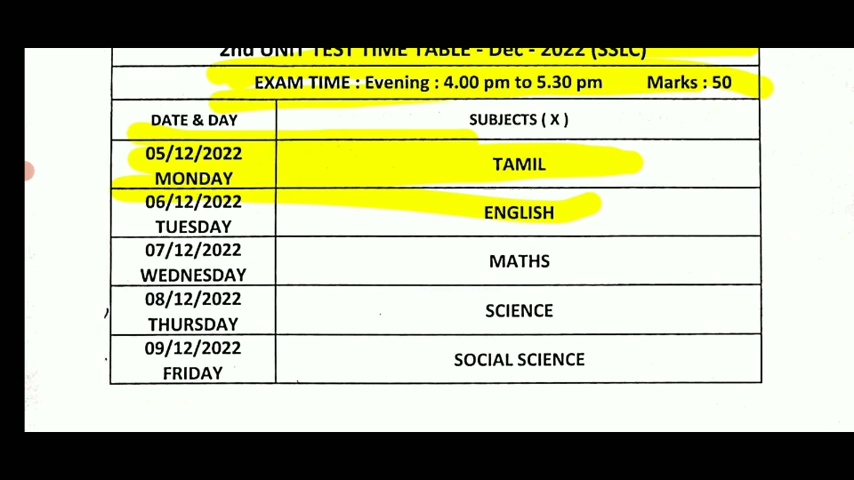 2nd UNIT TEST TIME TABLE - Dec - 2022 (SSLC)
EXAM TIME : Evening : 4.00 pm to 5.30 pm Marks : 50
DATE & DAY SUBJECTS ( X )
05/12/2022
MONDAY
TAMIL
06/12/2022
TUESDAY
ENGLISH
07/12/2022
WEDNESDAY
MATHS
08/12/2022
THURSDAY
SCIENCE
09/12/2022
FRIDAY
SOCIAL SCIENCE